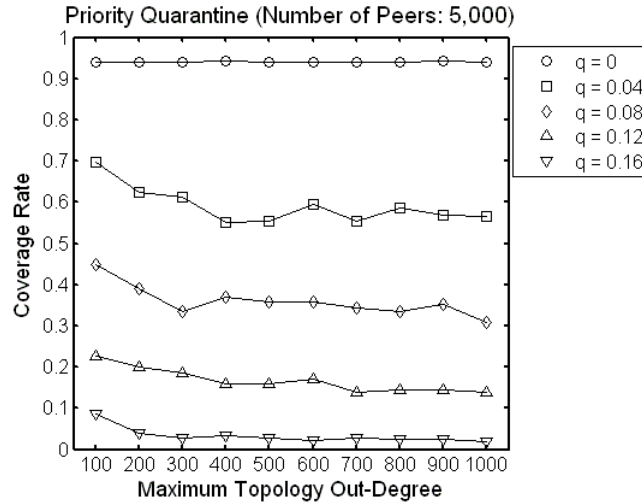 Priority Quarantine (Number of Peers: 5,000)
1
0.9
0.8
0.7
0.6
0.5
0.4
0.3
0.2
0.1
0
Coverage Rate
100 200 300 400 500 600 700 800 900 1000
Maximum Topology Out-Degree
q = 0
q = 0.04
q = 0.08
q = 0.12
q = 0.16